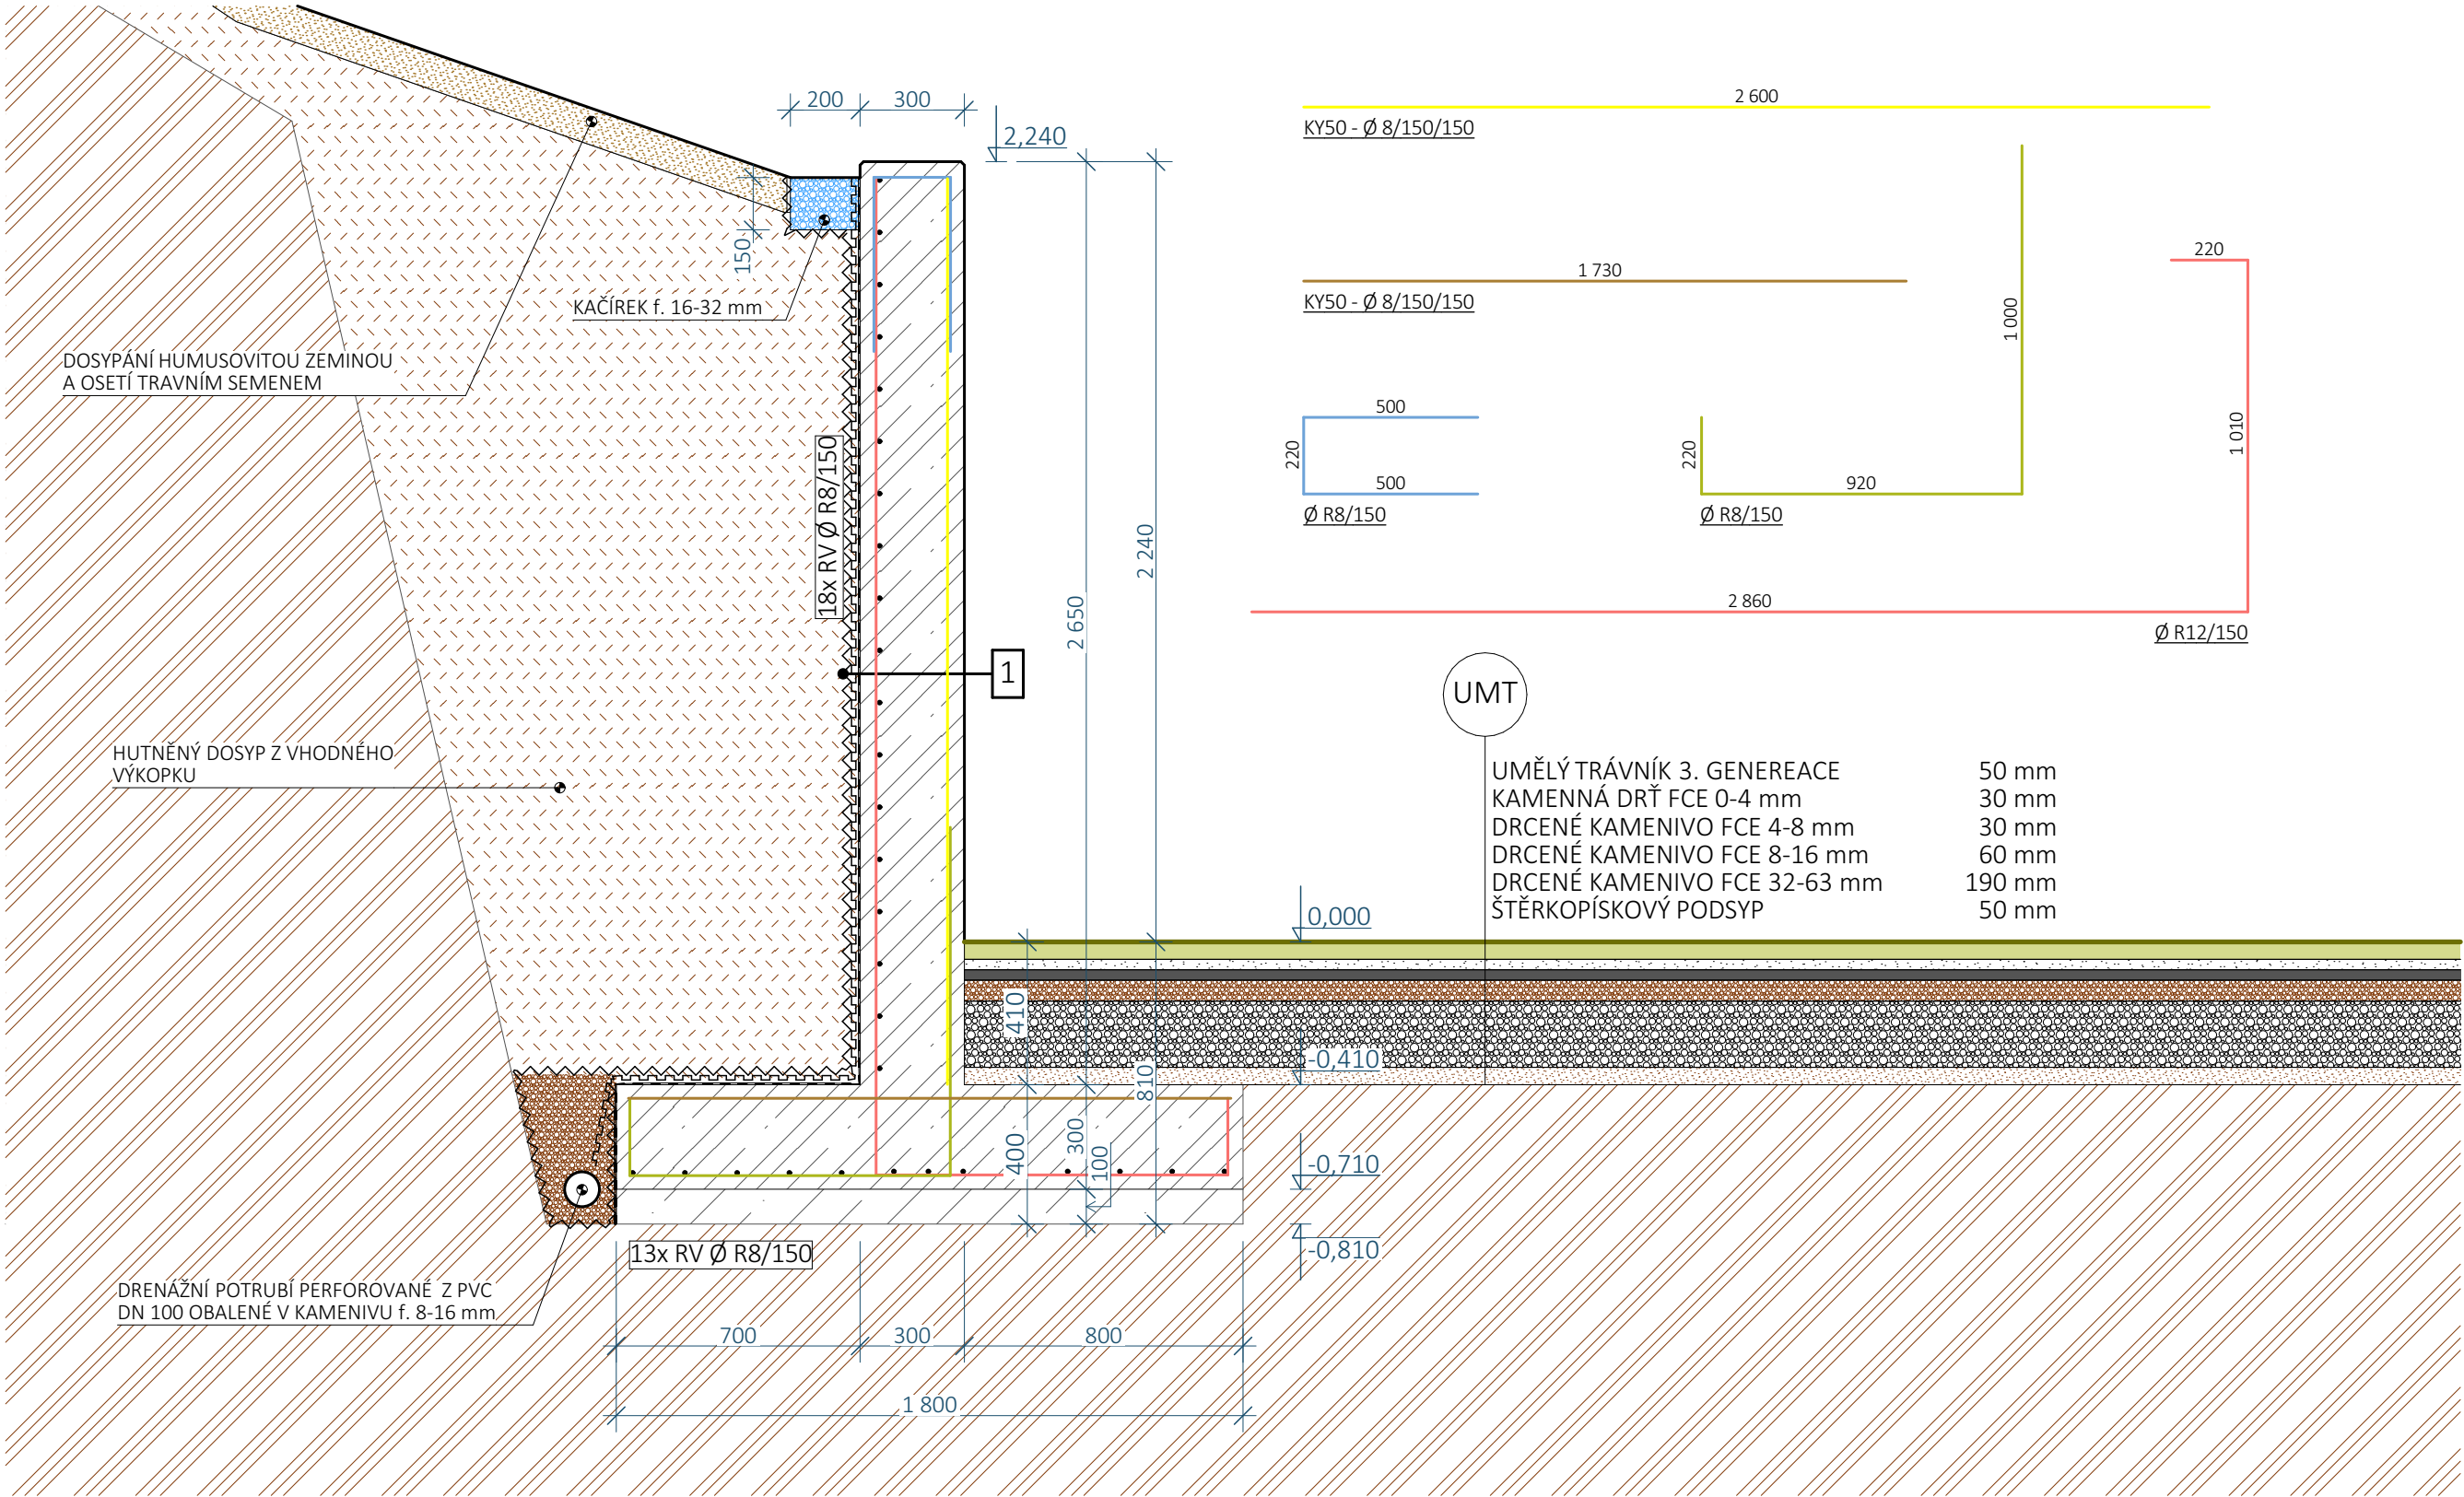 200
300
2,240
2 600
KY50 - Ø 8/150/150
150
KAČÍREK f. 16-32 mm
1 730
KY50 - Ø 8/150/150
220
1 000
1 010
DOSYPÁNÍ HUMUSOVITOU ZEMINOU
A OSETÍ TRAVNÍM SEMENEM
500
220
500
Ø R8/150
220
920
Ø R8/150
18x RV Ø R8/150
2 240
2 650
2 860
Ø R12/150
1
UMT
HUTNĚNÝ DOSYP Z VHODNÉHO
VÝKOPKU
UMĚLÝ TRÁVNÍK 3. GENEREACE 50 mm
KAMENNÁ DRŤ FCE 0-4 mm 30 mm
DRCENÉ KAMENIVO FCE 4-8 mm 30 mm
DRCENÉ KAMENIVO FCE 8-16 mm 60 mm
DRCENÉ KAMENIVO FCE 32-63 mm 190 mm
ŠTĚRKOPÍSKOVÝ PODSYP 50 mm
0,000
410
-0,410
810
400
300
100
-0,710
-0,810
13x RV Ø R8/150
DRENÁŽNÍ POTRUBÍ PERFOROVANÉ Z PVC
DN 100 OBALENÉ V KAMENIVU f. 8-16 mm
700
300
800
1 800